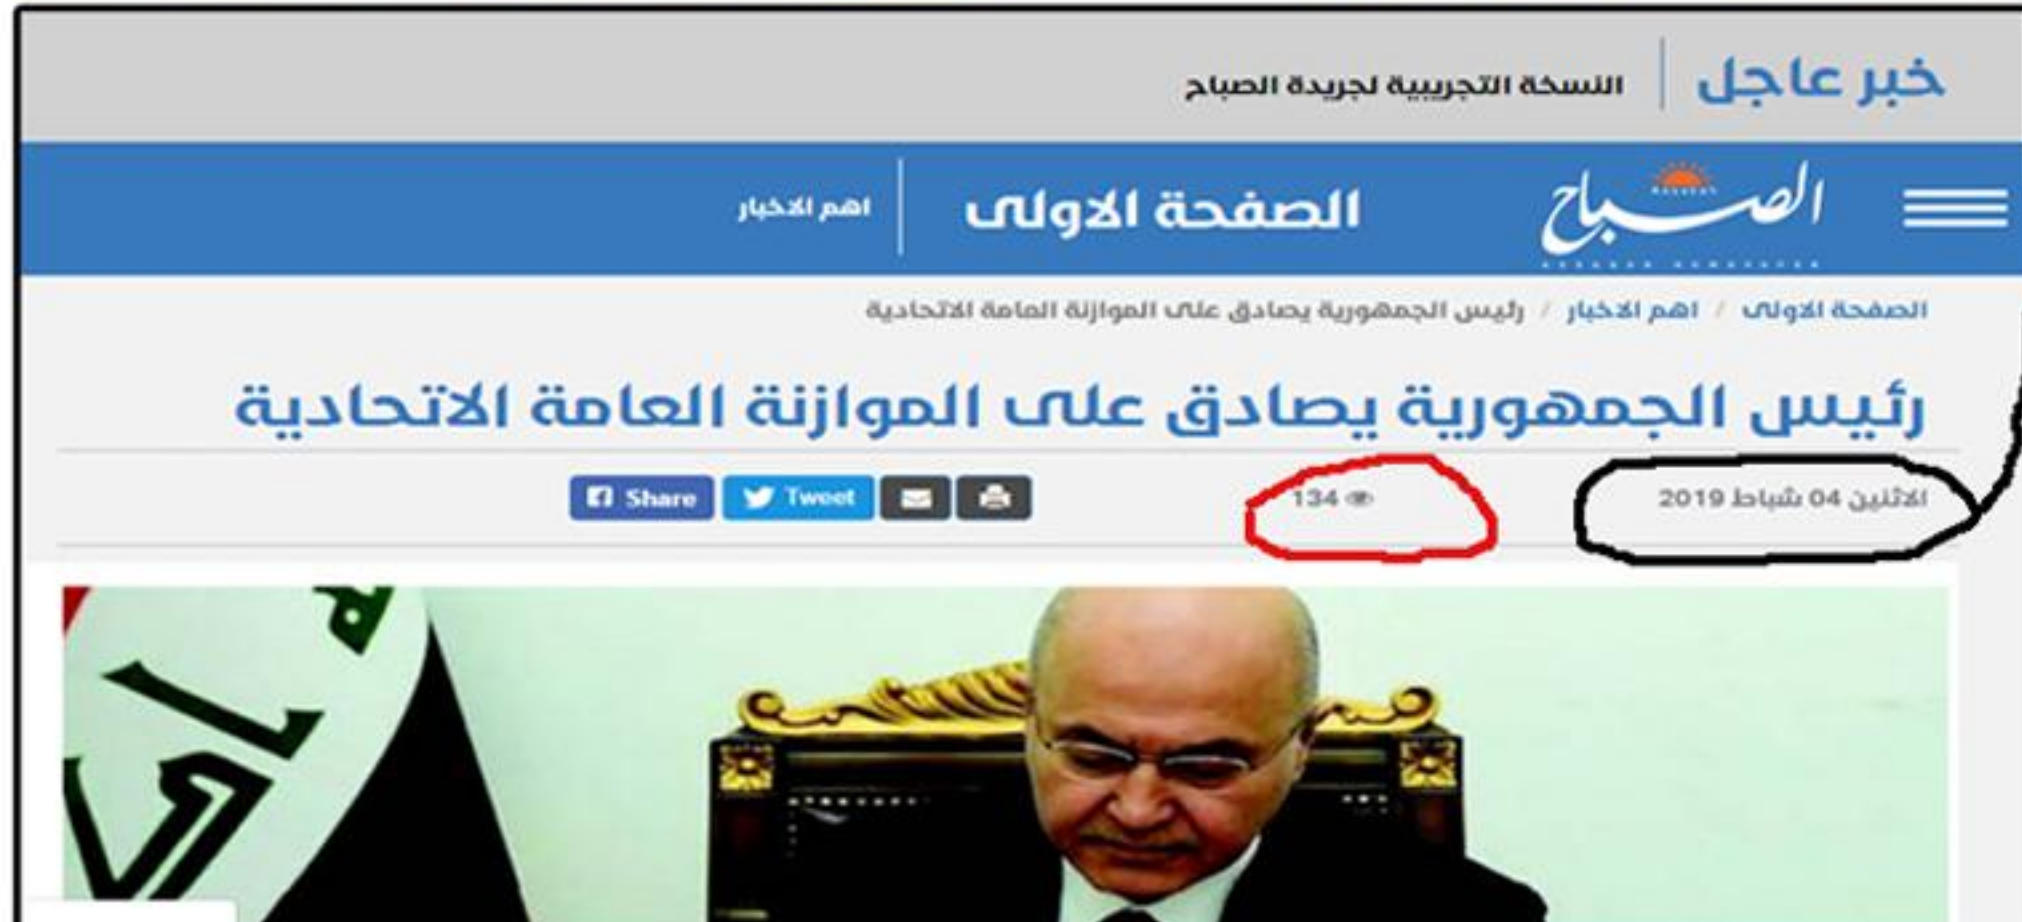 خبر عاجل | النسخة التجريبية لجريدة الصباح
الصباح الصفحة الاولى | اهم الاخبار
الصفحة الاولى / اهم الاخبار / رئيس الجمهورية يصادق على الموازنة العامة الاتحادية
رئيس الجمهورية يصادق على الموازنة العامة الاتحادية
الاثنين 04 شباط 2019 134 Tweet Share